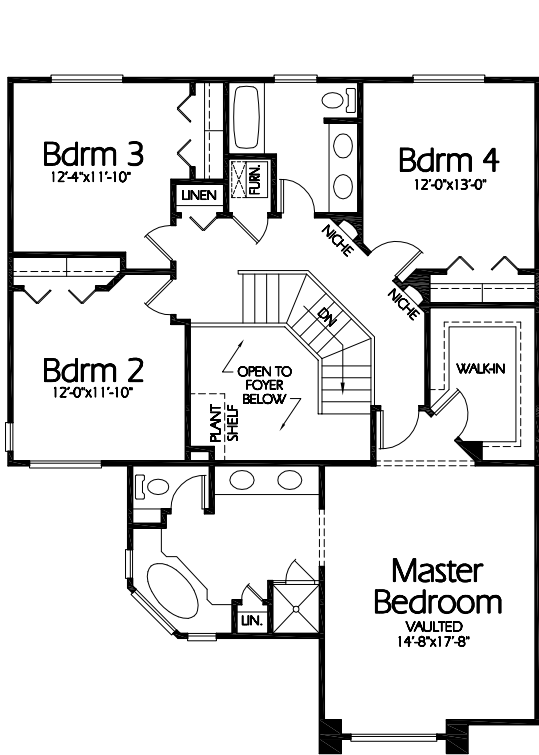 Bdrm 3
12'-4"x11'-10"
LINEN
FURN.
Bdrm 4
12'-0"x13'-0"
NICHE
NICHE
DN
Bdrm 2
12'-0"x11'-10"
OPEN TO
FOYER
BELOW
PLANT
SHELF
WALK-IN
Master
Bedroom
VAULTED
14'-8"x17'-8"
LIN.